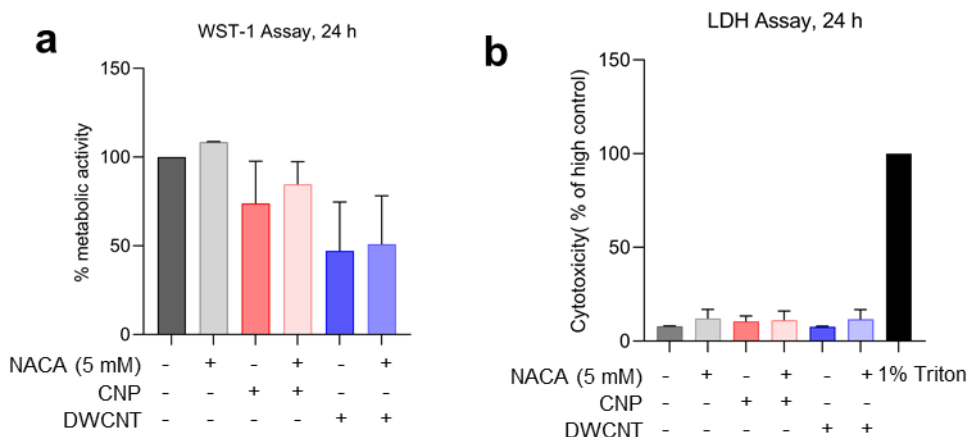 a
WST-1 Assay, 24 h
% metabolic activity
150
100
50
0
NACA (5 mM) - + - + - +
CNP - - + + - -
DWCNT - - - - + +
b
LDH Assay, 24 h
Cytotoxicity( % of high control)
150
100
50
0
NACA (5 mM) - + - + - + 1% Triton
CNP - - + + - -
DWCNT - - - - + +